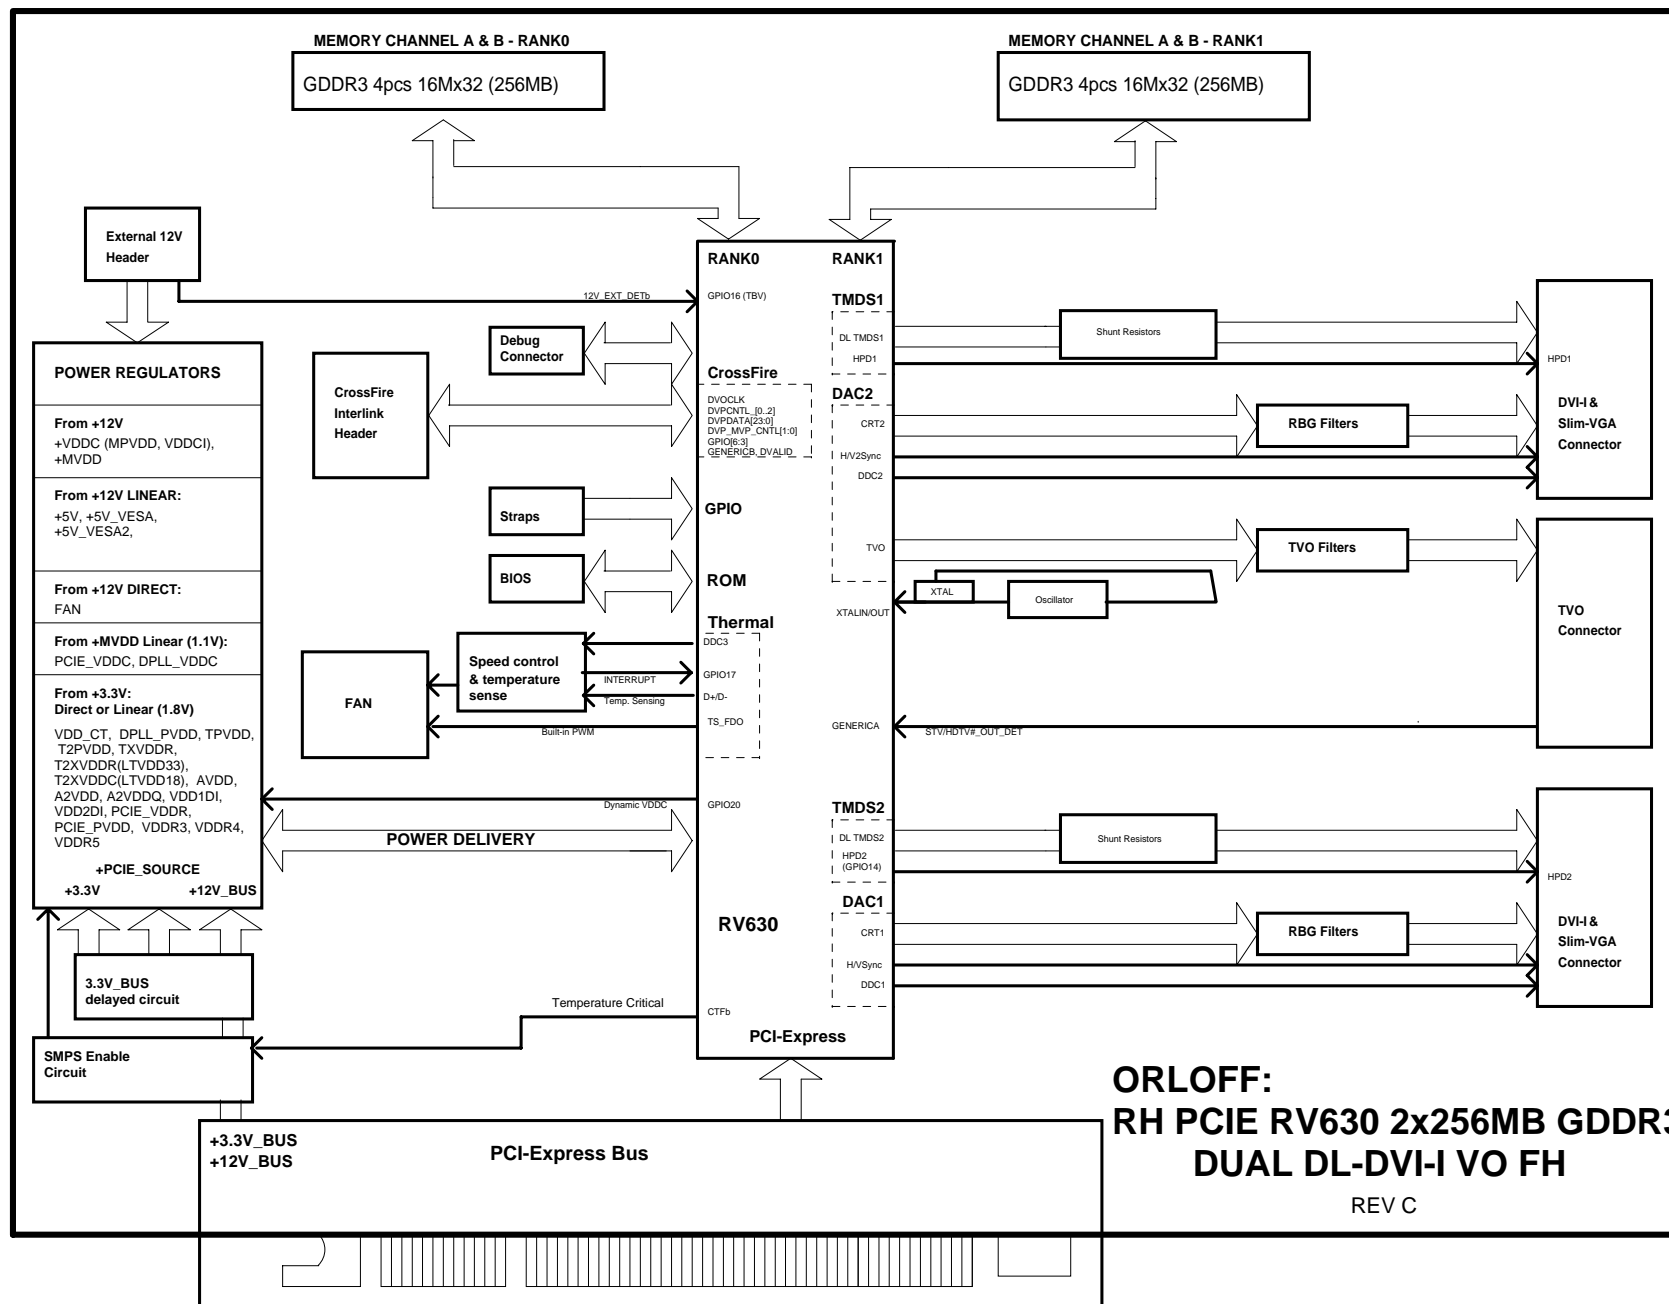 MEMORY CHANNEL A & B - RANK0
GDDR3 4pcs 16Mx32 (256MB)
MEMORY CHANNEL A & B - RANK1
GDDR3 4pcs 16Mx32 (256MB)
External 12V
Header
12V_EXT_DETb
POWER REGULATORS
From +12V
+VDDC (MPVDD, VDDCI),
+MVDD
From +12V LINEAR:
+5V, +5V_VESA,
+5V_VESA2,
From +12V DIRECT:
FAN
From +MVDD Linear (1.1V):
PCIE_VDDC, DPLL_VDDC
From +3.3V:
Direct or Linear (1.8V)
VDD_CT, DPLL_PVDD, TPVDD,
T2PVDD, TXVDDR,
T2XVDDR(LTVDD33),
T2XVDDC(LTVDD18), AVDD,
A2VDD, A2VDDQ, VDD1DI,
VDD2DI, PCIE_VDDR,
PCIE_PVDD, VDDR3, VDDR4,
VDDR5
+PCIE_SOURCE
+3.3V
+12V_BUS
3.3V_BUS
delayed circuit
SMPS Enable
Circuit
Debug
Connector
CrossFire
Interlink
Header
Straps
BIOS
Speed control
& temperature
sense
FAN
INTERRUPT
Temp. Sensing
Built-in PWM
Dynamic VDDC
POWER DELIVERY
Temperature Critical
RANK0
RANK1
GPIO16 (TBV)
CrossFire
DVOCLK
DVPCNTL_[0..2]
DVPDATA[23:0]
DVP_MVP_CNTL[1:0]
GPIO[6:3]
GENERICB, DVALID
GPIO
ROM
Thermal
DDC3
GPIO17
D+/D-
TS_FDO
GPIO20
RV630
CTFb
PCI-Express
TMDS1
DL TMDS1
HPD1
DAC2
CRT2
H/V2Sync
DDC2
TVO
XTALIN/OUT
GENERICA
TMDS2
DL TMDS2
HPD2
(GPIO14)
DAC1
CRT1
H/VSync
DDC1
Shunt Resistors
RBG Filters
TVO Filters
XTAL
Oscillator
STV/HDTV#_OUT_DET
Shunt Resistors
RBG Filters
HPD1
DVI-I &
Slim-VGA
Connector
TVO
Connector
HPD2
DVI-I &
Slim-VGA
Connector
+3.3V_BUS
+12V_BUS
PCI-Express Bus
ORLOFF:
RH PCIE RV630 2x256MB GDDR3
DUAL DL-DVI-I VO FH
REV C